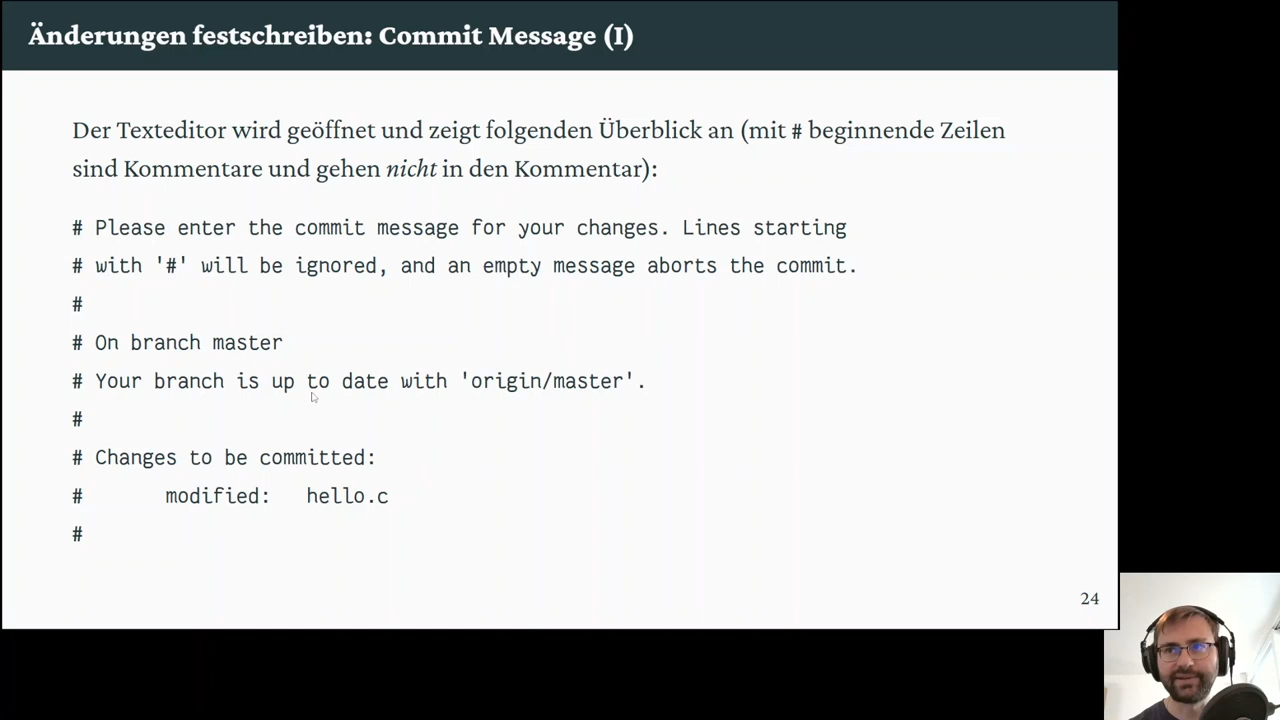 Änderungen festschreiben: Commit Message (I)
Der Texteditor wird geöffnet und zeigt folgenden Überblick an (mit # beginnende Zeilen
sind Kommentare und gehen nicht in den Kommentar):
# Please enter the commit message for your changes. Lines starting
# with '#' will be ignored, and an empty message aborts the commit.
#
# On branch master
# Your branch is up to date with 'origin/master'.
#
# Changes to be committed:
#       modified:   hello.c
#
24